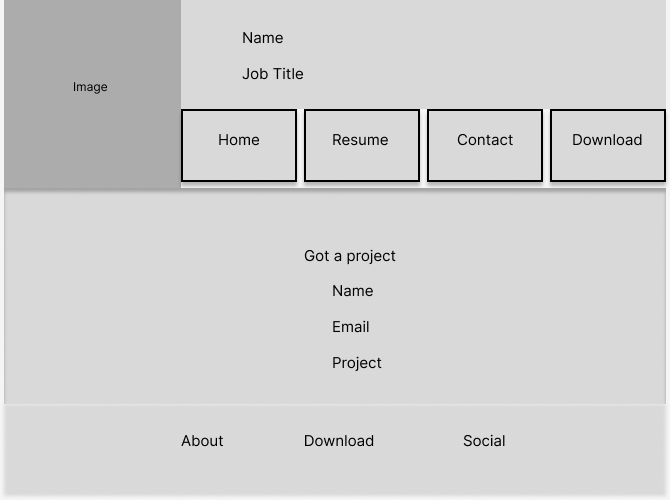 Name
Job Title
Image
Home Resume Contact Download
Got a project
Name
Email
Project
About Download Social